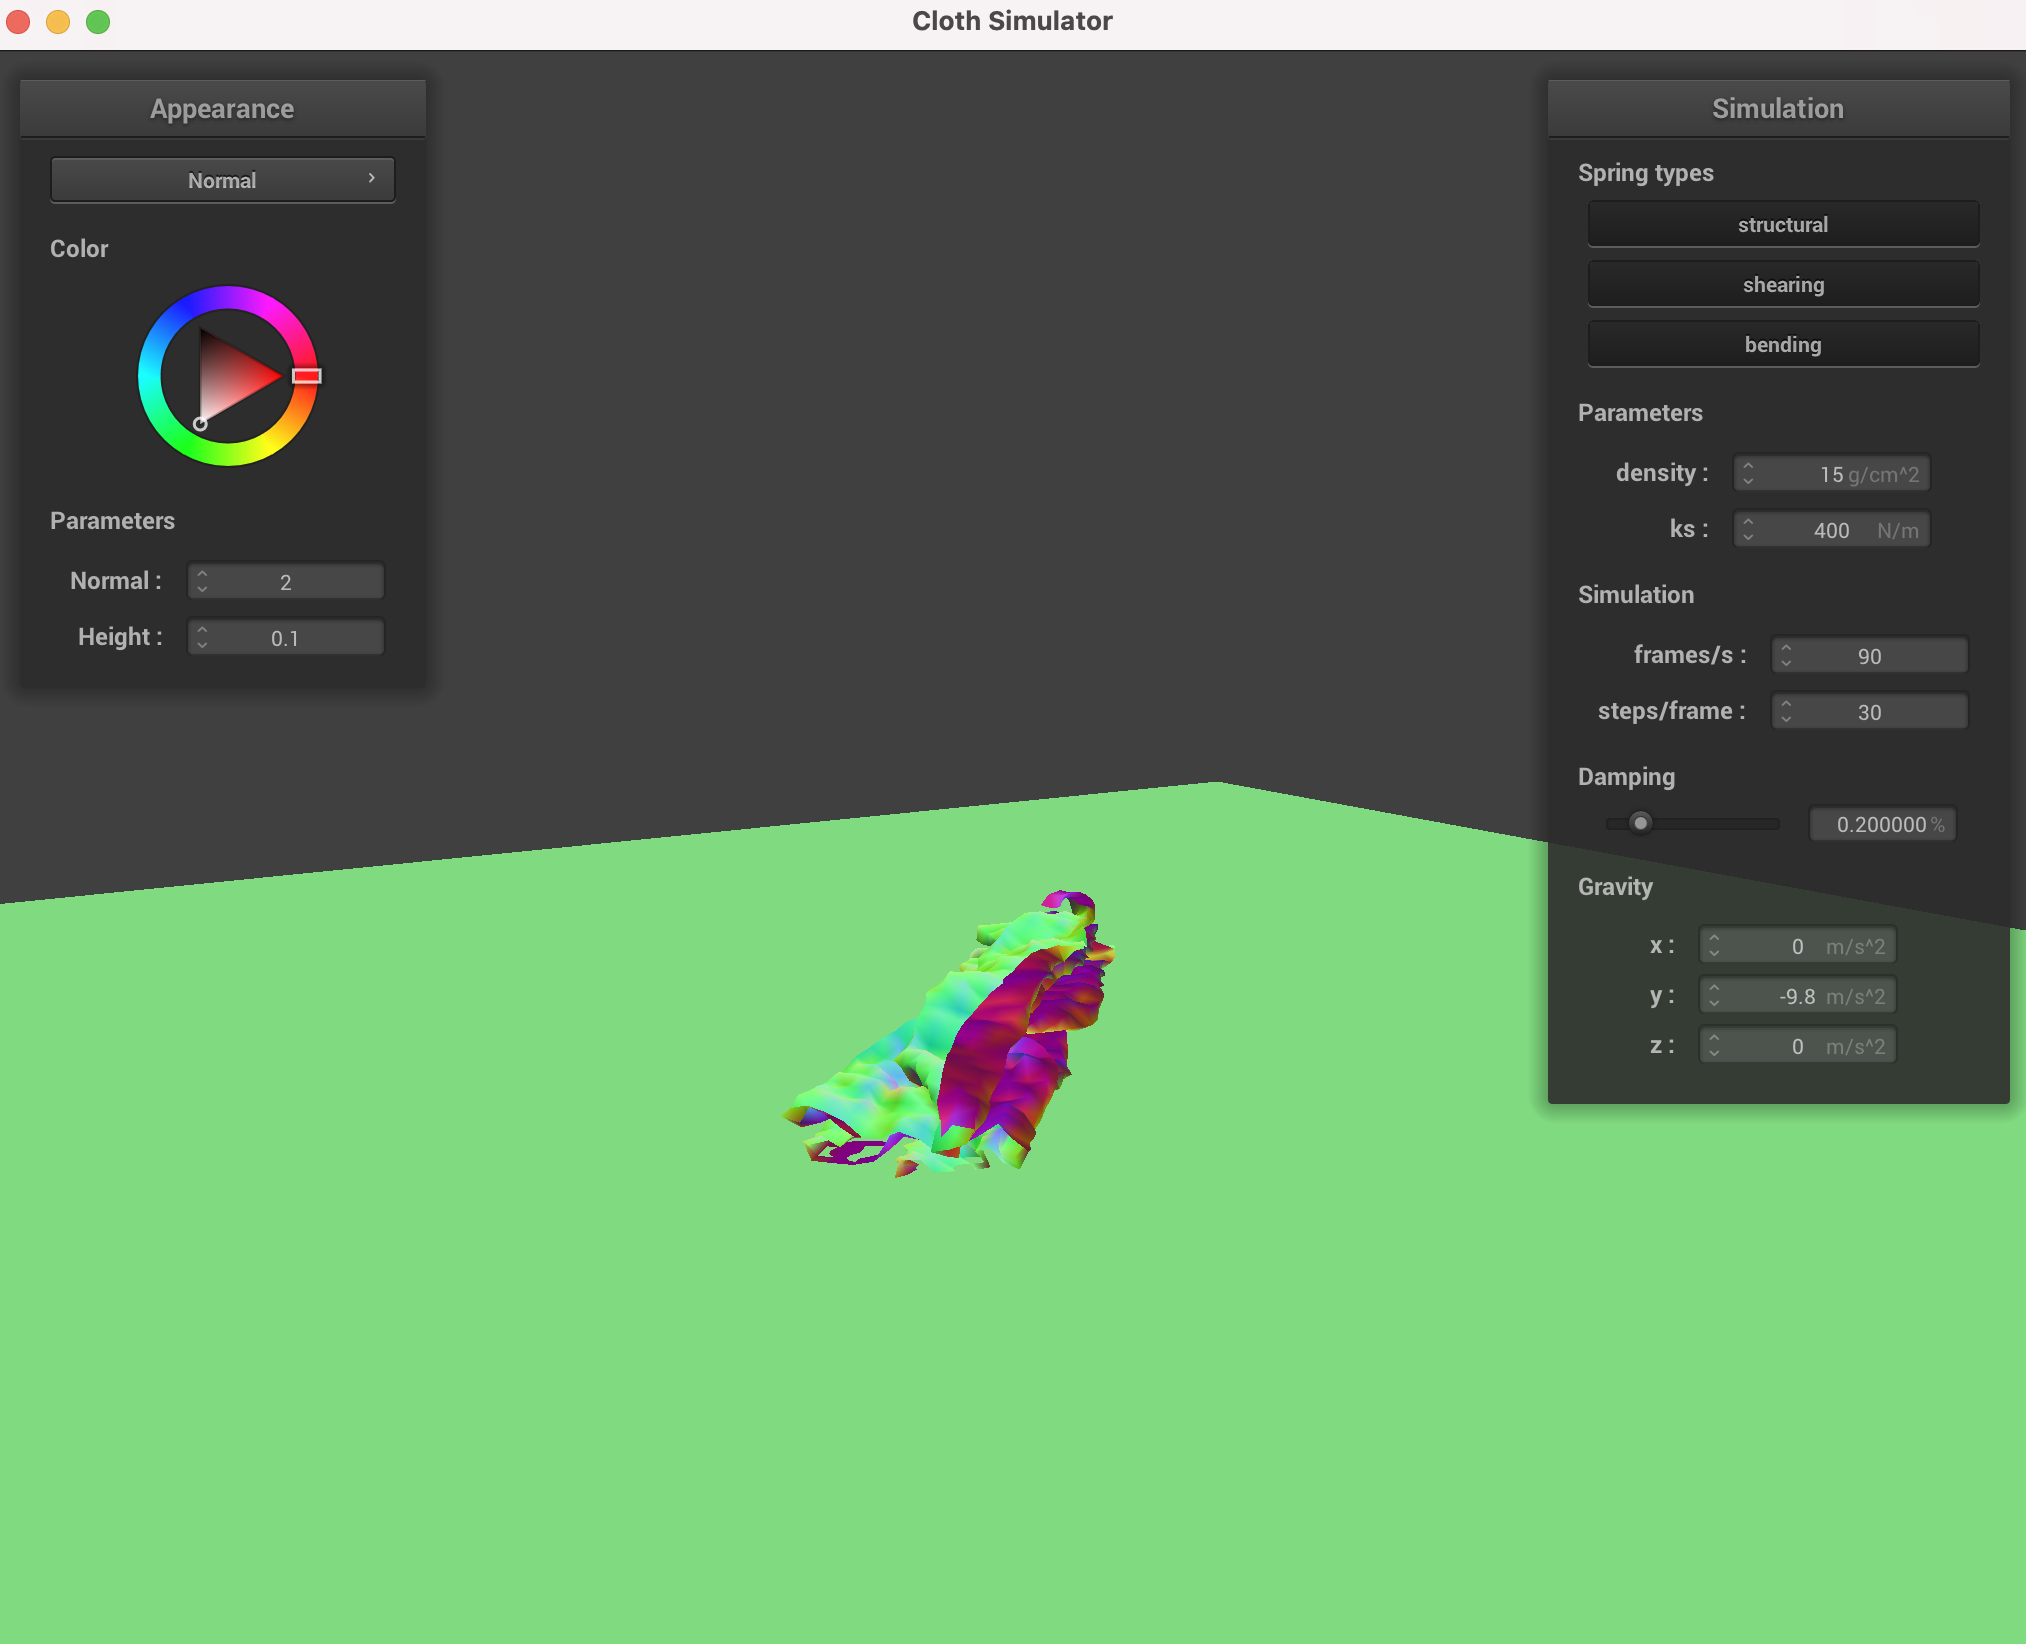 Cloth Simulator
Appearance
Normal
Color
Parameters
Normal : 2
Height : 0.1
Simulation
Spring types
structural
shearing
bending
Parameters
density : 15 g/cm^2
ks : 400 N/m
Simulation
frames/s : 90
steps/frame : 30
Damping
0.200000 %
Gravity
x : 0 m/s^2
y : -9.8 m/s^2
z : 0 m/s^2